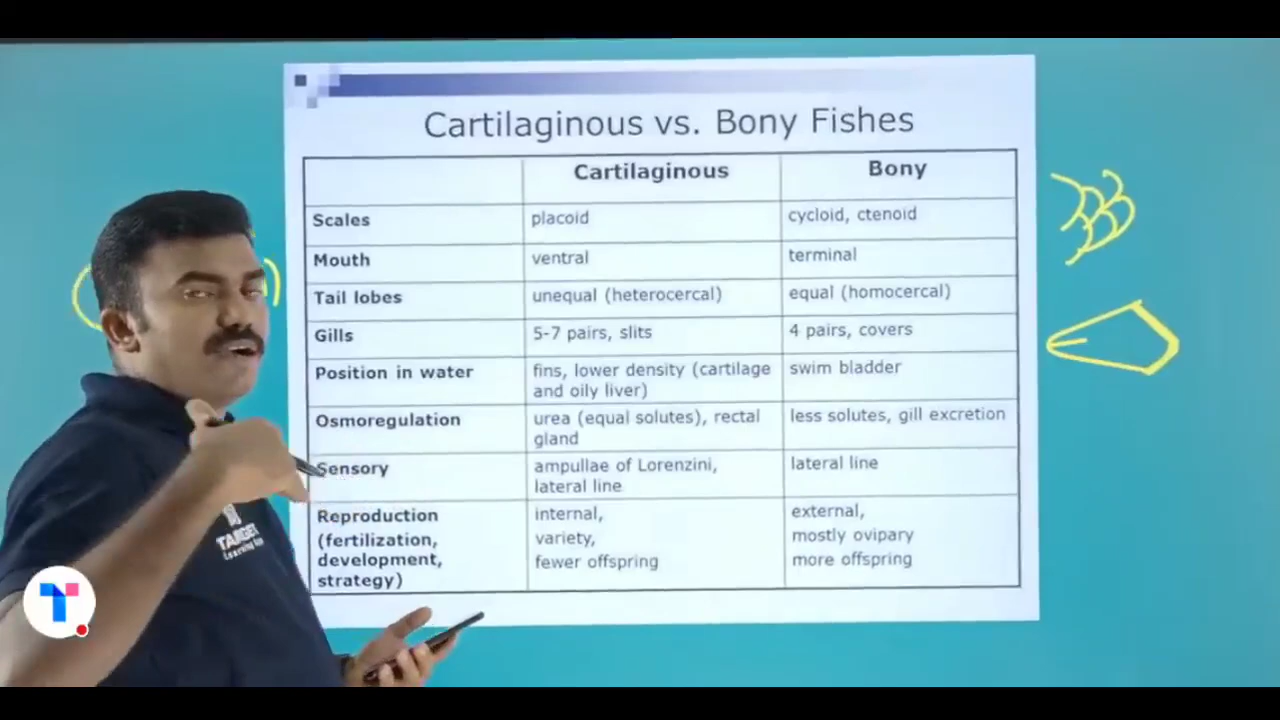 Cartilaginous vs. Bony Fishes
Cartilaginous Bony
Scales placoid cycloid, ctenoid
Mouth ventral terminal
Tail lobes unequal (heterocercal) equal (homocercal)
Gills 5-7 pairs, slits 4 pairs, covers
Position in water fins, lower density (cartilage swim bladder
and oily liver)
Osmoregulation urea (equal solutes), rectal less solutes, gill excretion
gland
Sensory ampullae of Lorenzini, lateral line
lateral line
Reproduction internal, external,
(fertilization, variety, mostly ovipary
development, fewer offspring more offspring
strategy)
TARGET
Learning